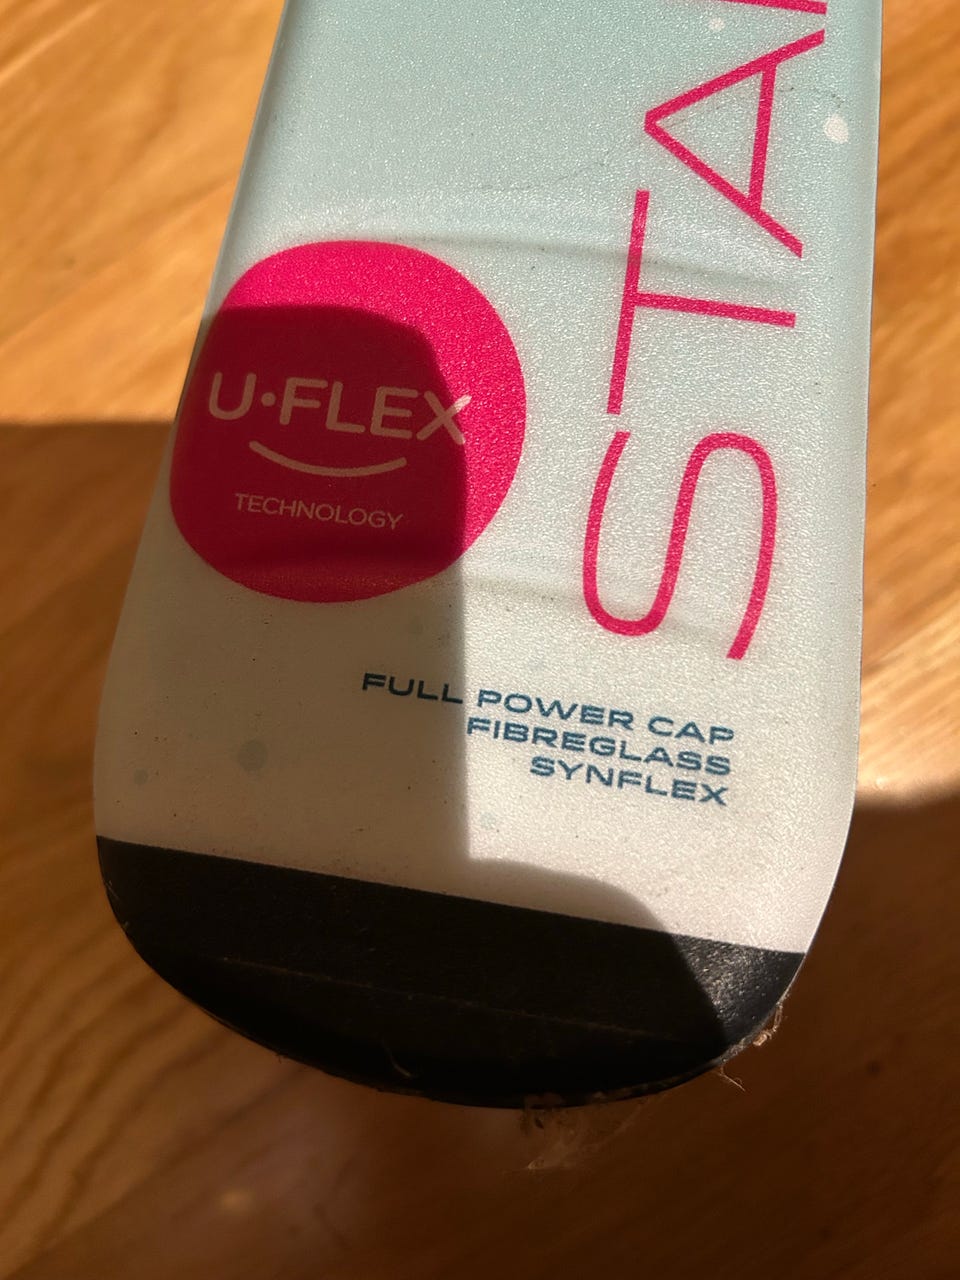 STA
U•FLEX
TECHNOLOGY
FULL POWER CAP
FIBREGLASS
SYNFLEX